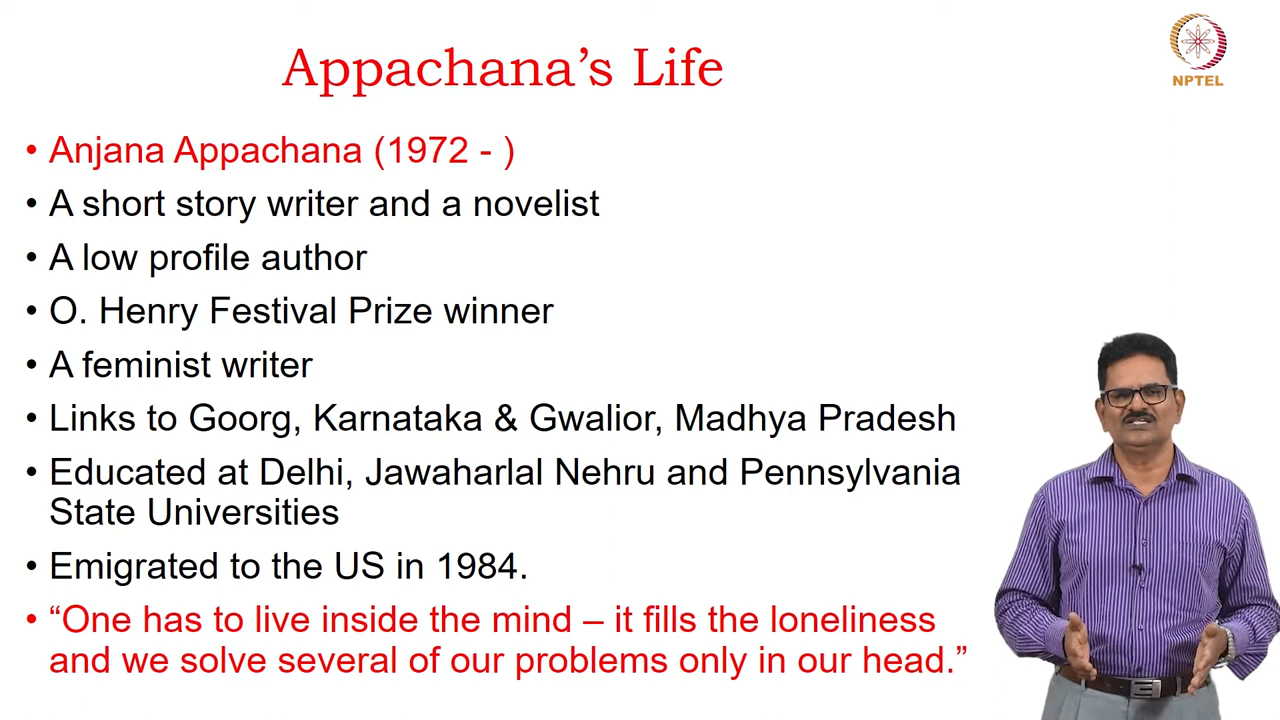 Appachana’s Life
NPTEL
• Anjana Appachana (1972 - )
• A short story writer and a novelist
• A low profile author
• O. Henry Festival Prize winner
• A feminist writer
• Links to Goorg, Karnataka & Gwalior, Madhya Pradesh
• Educated at Delhi, Jawaharlal Nehru and Pennsylvania
State Universities
• Emigrated to the US in 1984.
• “One has to live inside the mind – it fills the loneliness
and we solve several of our problems only in our head.”